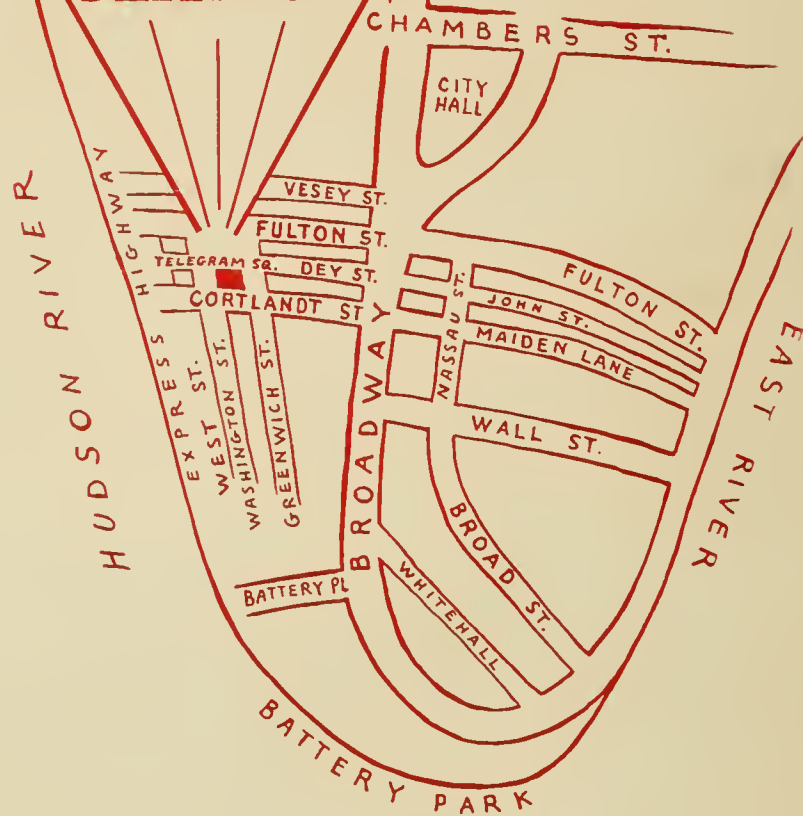 CHAMBERS ST.
CITY
HALL
HUDSON RIVER
EXPRESS HIGHWAY
VESEY ST.
FULTON ST.
TELEGRAM SQ.
DEY ST.
CORTLANDT ST
WEST ST.
WASHINGTON ST.
GREENWICH ST.
BROADWAY
NASSAU ST.
FULTON ST.
JOHN ST.
MAIDEN LANE
WALL ST.
EAST RIVER
BROAD ST.
WHITEHALL
BATTERY PL
BATTERY PARK